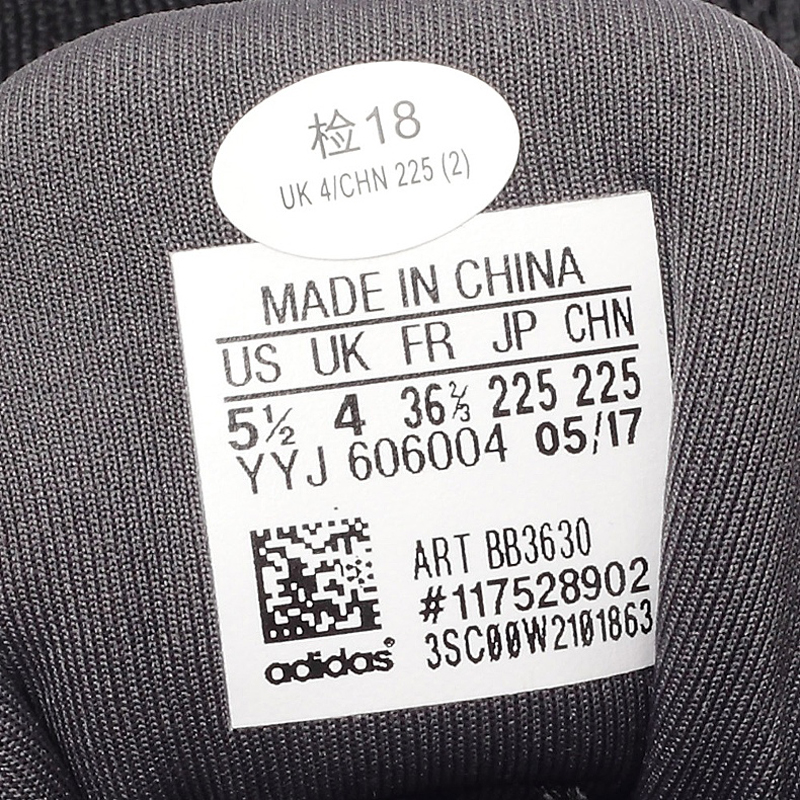 检18
UK 4/CHN 225 (2)
MADE IN CHINA
US UK FR JP CHN
5½ 4 36⅔ 225 225
YYJ 606004 05/17
ART BB3630
#117528902
3SC00W2101863
adidas®